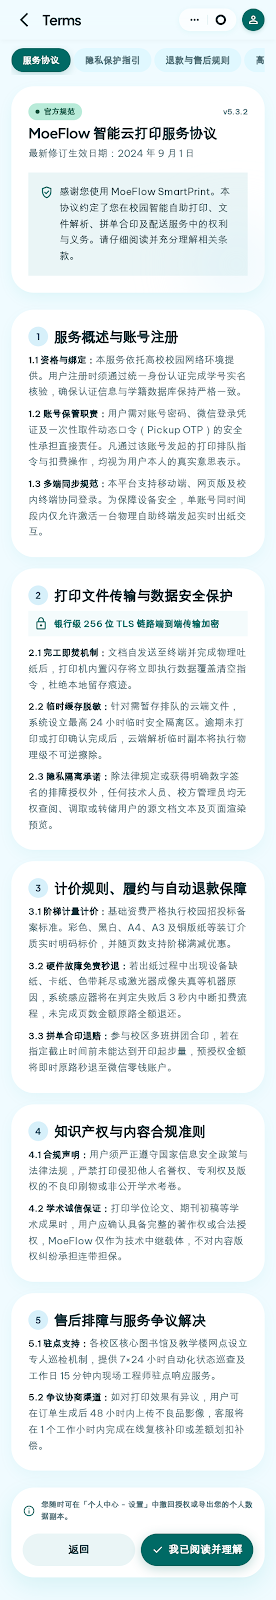 Terms
服务协议 隐私保护指引 退款与售后规则
官方规范 v5.3.2
MoeFlow 智能云打印服务协议
最新修订生效日期：2024 年 9 月 1 日
感谢您使用 MoeFlow SmartPrint。本
协议约定了您在校园智能自助打印、文
件解析、拼单合印及配送服务中的权利
与义务。请仔细阅读并充分理解相关条
款。
1 服务概述与账号注册
1.1 资格与绑定：本服务依托高校校园网络环境提
供。用户注册时须通过统一身份认证完成学号实名
核验，确保认证信息与学籍数据库保持严格一致。
1.2 账号保管职责：用户需对账号密码、微信登录凭
证及一次性取件动态口令（Pickup OTP）的安全
性承担直接责任。凡通过该账号发起的打印排队指
令与扣费操作，均视为用户本人的真实意思表示。
1.3 多端同步规范：本平台支持移动端、网页版及校
内终端协同登录。为保障设备安全，单账号同时间
段内仅允许激活一台物理自助终端发起实时出纸交
互。
2 打印文件传输与数据安全保护
银行级 256 位 TLS 链路端到端传输加密
2.1 完工即焚机制：文档自发送至终端并完成物理吐
纸后，打印机内置闪存将立即执行数据覆盖清空指
令，杜绝本地留存痕迹。
2.2 临时缓存脱敏：针对需暂存排队的云端文件，
系统设立最高 24 小时临时安全隔离区。逾期未打
印或打印确认完成后，云端解析临时副本将执行物
理级不可逆擦除。
2.3 隐私隔离承诺：除法律规定或获得明确数字签
名的排障授权外，任何技术人员、校方管理员均无
权查阅、调取或转储用户的源文档文本及页面渲染
预览。
3 计价规则、履约与自动退款保障
3.1 阶梯计量计价：基础资费严格执行校园招投标备
案标准。彩色、黑白、A4、A3 及铜版纸等装订介
质实时明码标价，并随页数支持阶梯满减优惠。
3.2 硬件故障免责秒退：若出纸过程中出现设备缺
纸、卡纸、色带耗尽或激光器成像失真等机器原
因，系统感应器将在判定失败后 3 秒内中断扣费流
程，未完成页数金额原路全额退还。
3.3 拼单合印退赔：参与校区多班拼团合印，若在
指定截止时间前未能达到开印起步量，预授权金额
将即时原路秒退至微信零钱账户。
4 知识产权与内容合规准则
4.1 合规声明：用户须严正遵守国家信息安全政策与
法律法规，严禁打印侵犯他人名誉权、专利权及版
权的不良印刷物或非公开学术考卷。
4.2 学术诚信保证：打印学位论文、期刊初稿等学
术成果时，用户应确认具备完整的著作权或合法授
权，MoeFlow 仅作为技术中继载体，不对内容版
权纠纷承担连带担保。
5 售后排障与服务争议解决
5.1 驻点支持：各校区核心图书馆及教学楼网点设立
专人巡检机制，提供 7×24 小时自动化状态巡查及
工作日 15 分钟内现场工程师驻点响应服务。
5.2 争议协商渠道：如对打印效果有异议，用户可
在订单生成后 48 小时内上传不良品影像，客服将
在 1 个工作小时内完成在线复核补印或差额划扣补
偿。
您随时可在「个人中心 - 设置」中撤回授权或导出您的个人数
据副本。
返回 我已阅读并理解